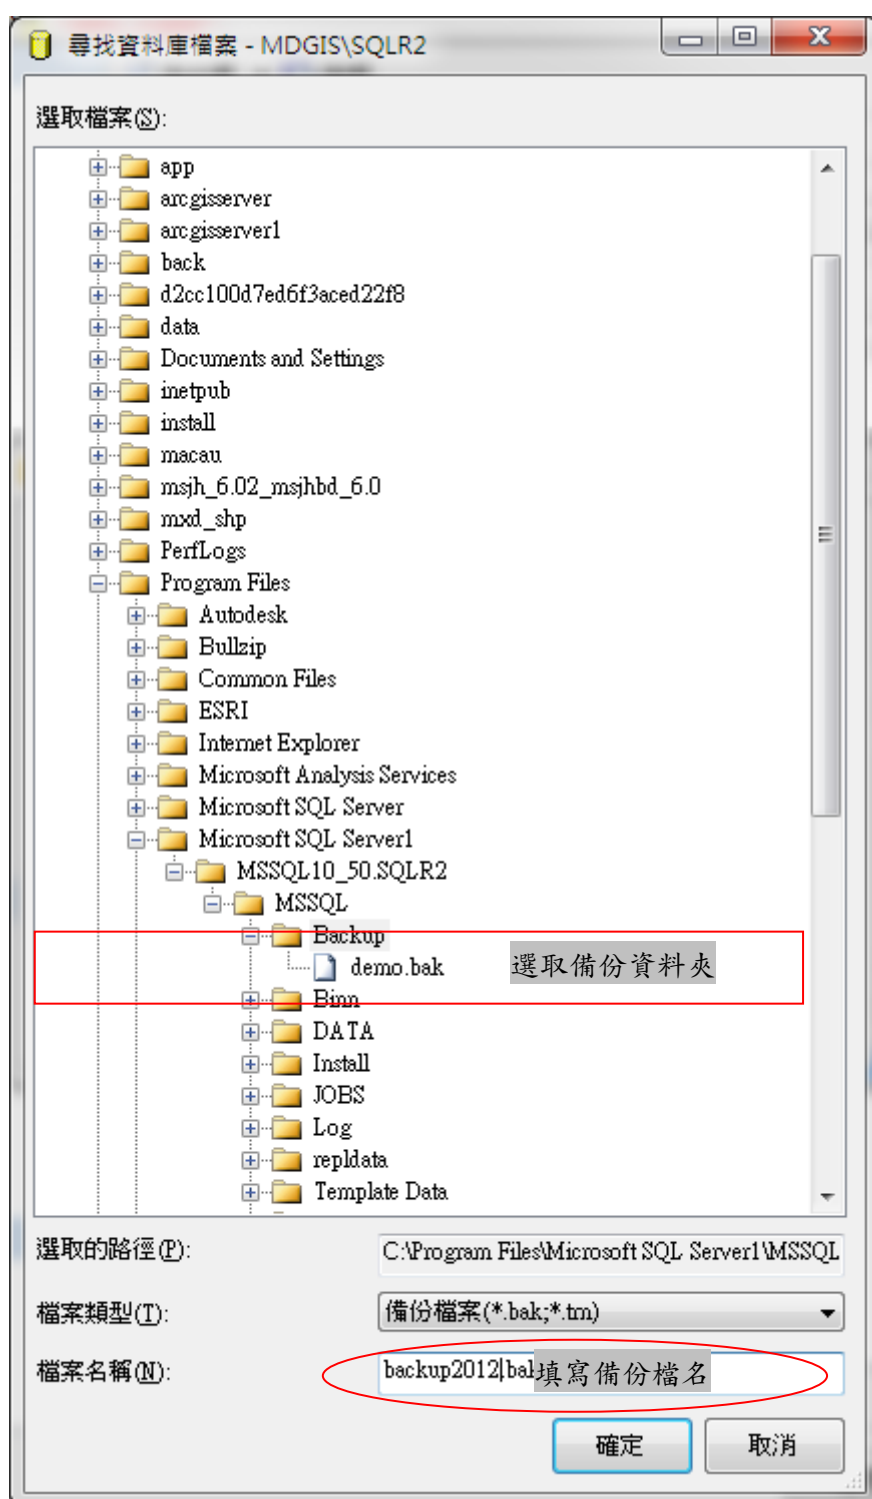 尋找資料庫檔案 - MDGIS\SQLR2
選取檔案(S):
app
arcgisserver
arcgisserver1
back
d2cc100d7ed6f3aced22f8
data
Documents and Settings
inetpub
install
macau
msjh_6.02_msjhbd_6.0
mxd_shp
PerfLogs
Program Files
Autodesk
Bullzip
Common Files
ESRI
Internet Explorer
Microsoft Analysis Services
Microsoft SQL Server
Microsoft SQL Server1
MSSQL10_50.SQLR2
MSSQL
Backup
demo.bak 選取備份資料夾
Binn
DATA
Install
JOBS
Log
repldata
Template Data
選取的路徑(P): C:\Program Files\Microsoft SQL Server1\MSSQL
檔案類型(T): 備份檔案(*.bak;*.trn)
檔案名稱(N): backup2012 填寫備份檔名
確定 取消